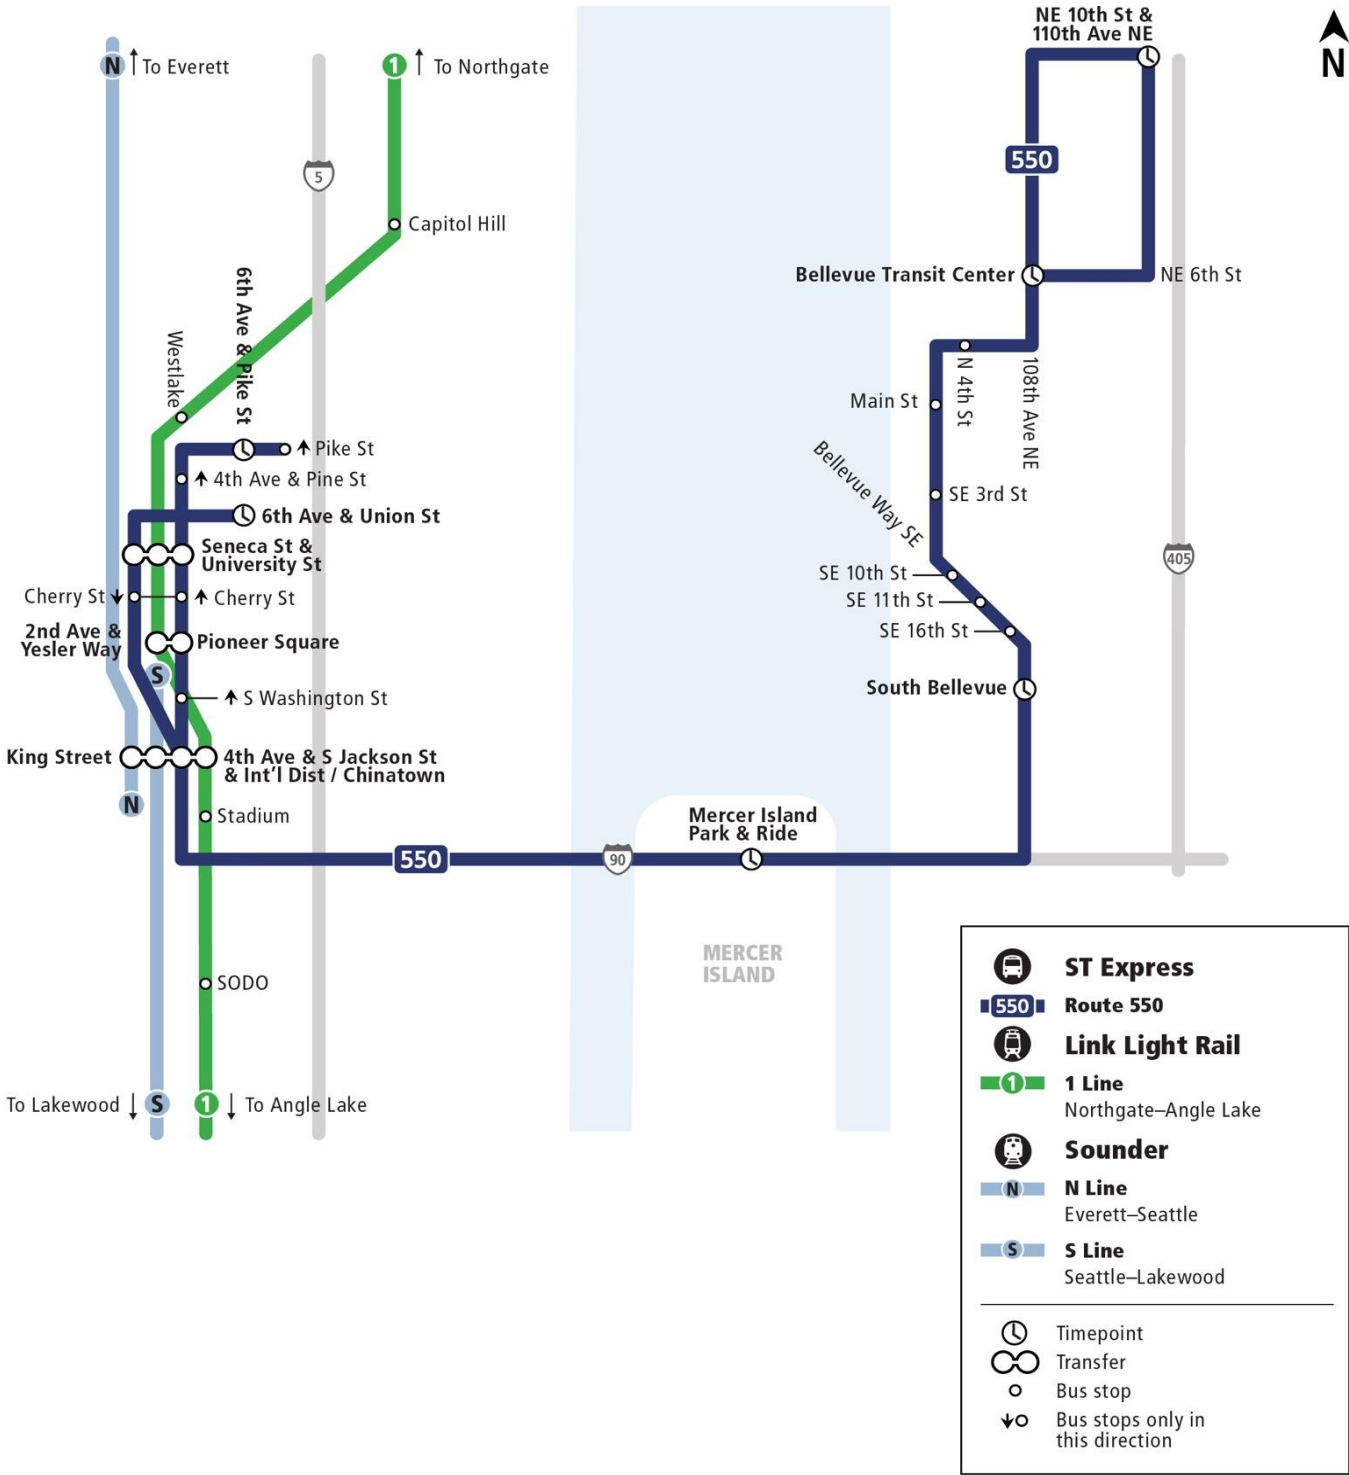 NE 10th St &
110th Ave NE
N
N
To Everett
1
To Northgate
5
550
Capitol Hill
6th Ave & Pike St
Bellevue Transit Center
NE 6th St
Westlake
N 4th St
108th Ave NE
Main St
Pike St
4th Ave & Pine St
Bellevue Way SE
SE 3rd St
6th Ave & Union St
Seneca St &
University St
405
SE 10th St
Cherry St
Cherry St
SE 11th St
2nd Ave &
Yesler Way
Pioneer Square
SE 16th St
S
South Bellevue
S Washington St
King Street
4th Ave & S Jackson St
& Int'l Dist / Chinatown
N
Stadium
Mercer Island
Park & Ride
550
90
MERCER
ISLAND
SODO
To Lakewood
S
1
To Angle Lake
ST Express
550
Route 550
Link Light Rail
1
1 Line
Northgate–Angle Lake
Sounder
N
N Line
Everett–Seattle
S
S Line
Seattle–Lakewood
Timepoint
Transfer
Bus stop
Bus stops only in
this direction